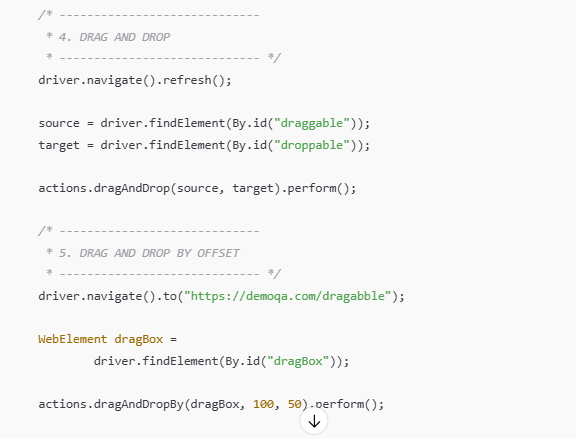 /* ----------------------------
* 4. DRAG AND DROP
* ---------------------------- */
driver.navigate().refresh();
source = driver.findElement(By.id("draggable"));
target = driver.findElement(By.id("droppable"));
actions.dragAndDrop(source, target).perform();
/* ----------------------------
* 5. DRAG AND DROP BY OFFSET
* ---------------------------- */
driver.navigate().to("https://demoqa.com/dragabble");
WebElement dragBox =
driver.findElement(By.id("dragBox"));
actions.dragAndDropBy(dragBox, 100, 50).perform();